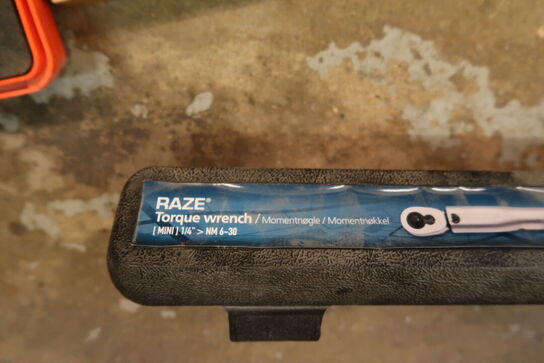 RAZE®
Torque wrench / Momentnøgle / Momentnøkkel
[ MINI ] 1/4" > NM 6-30